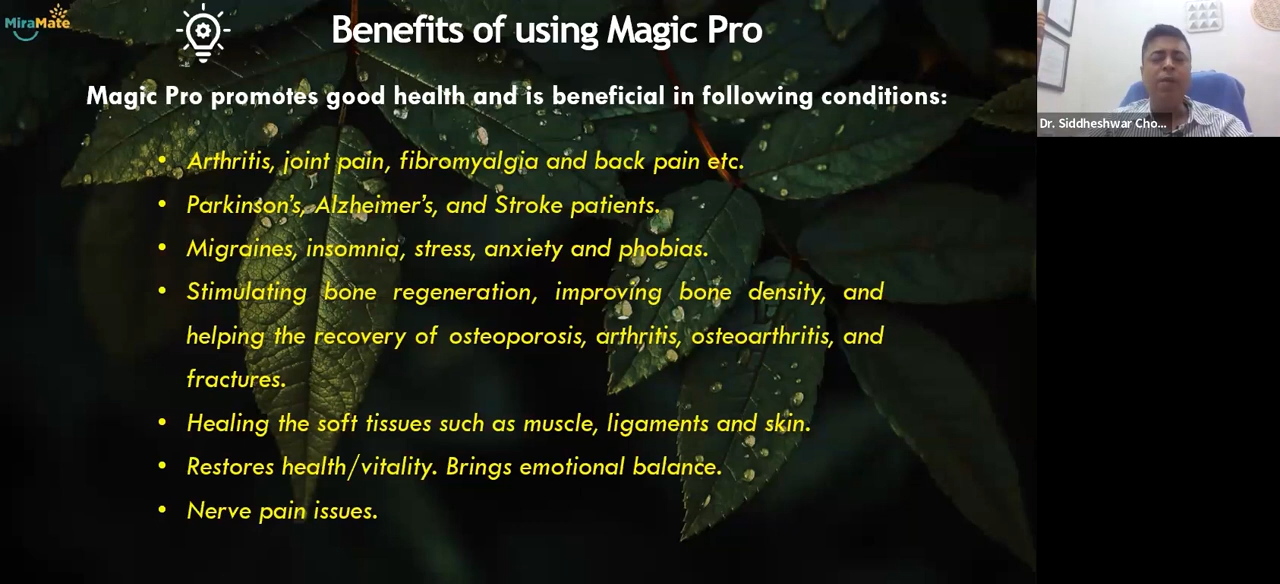 MiraMate
Benefits of using Magic Pro
Magic Pro promotes good health and is beneficial in following conditions:
• Arthritis, joint pain, fibromyalgia and back pain etc.
• Parkinson's, Alzheimer's, and Stroke patients.
• Migraines, insomnia, stress, anxiety and phobias.
• Stimulating bone regeneration, improving bone density, and
helping the recovery of osteoporosis, arthritis, osteoarthritis, and
fractures.
• Healing the soft tissues such as muscle, ligaments and skin.
• Restores health/vitality. Brings emotional balance.
• Nerve pain issues.
Dr. Siddheshwar Cho...